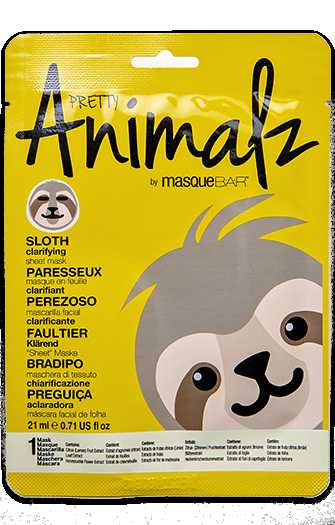 PRETTY
Animalz
by masqueBAR®
SLOTH
clarifying
sheet mask
PARESSEUX
masque en feuille
clarifiant
PEREZOSO
mascarilla facial
clarificante
FAULTIER
Klärend
"Sheet" Maske
BRADIPO
maschera di tessuto
chiarificazione
PREGUIÇA
aclaradora
máscara facial de folha
21 ml e 0.71 US fl oz
1 Mask
Masque
Mascarilla
Maske
Maschera
Máscara